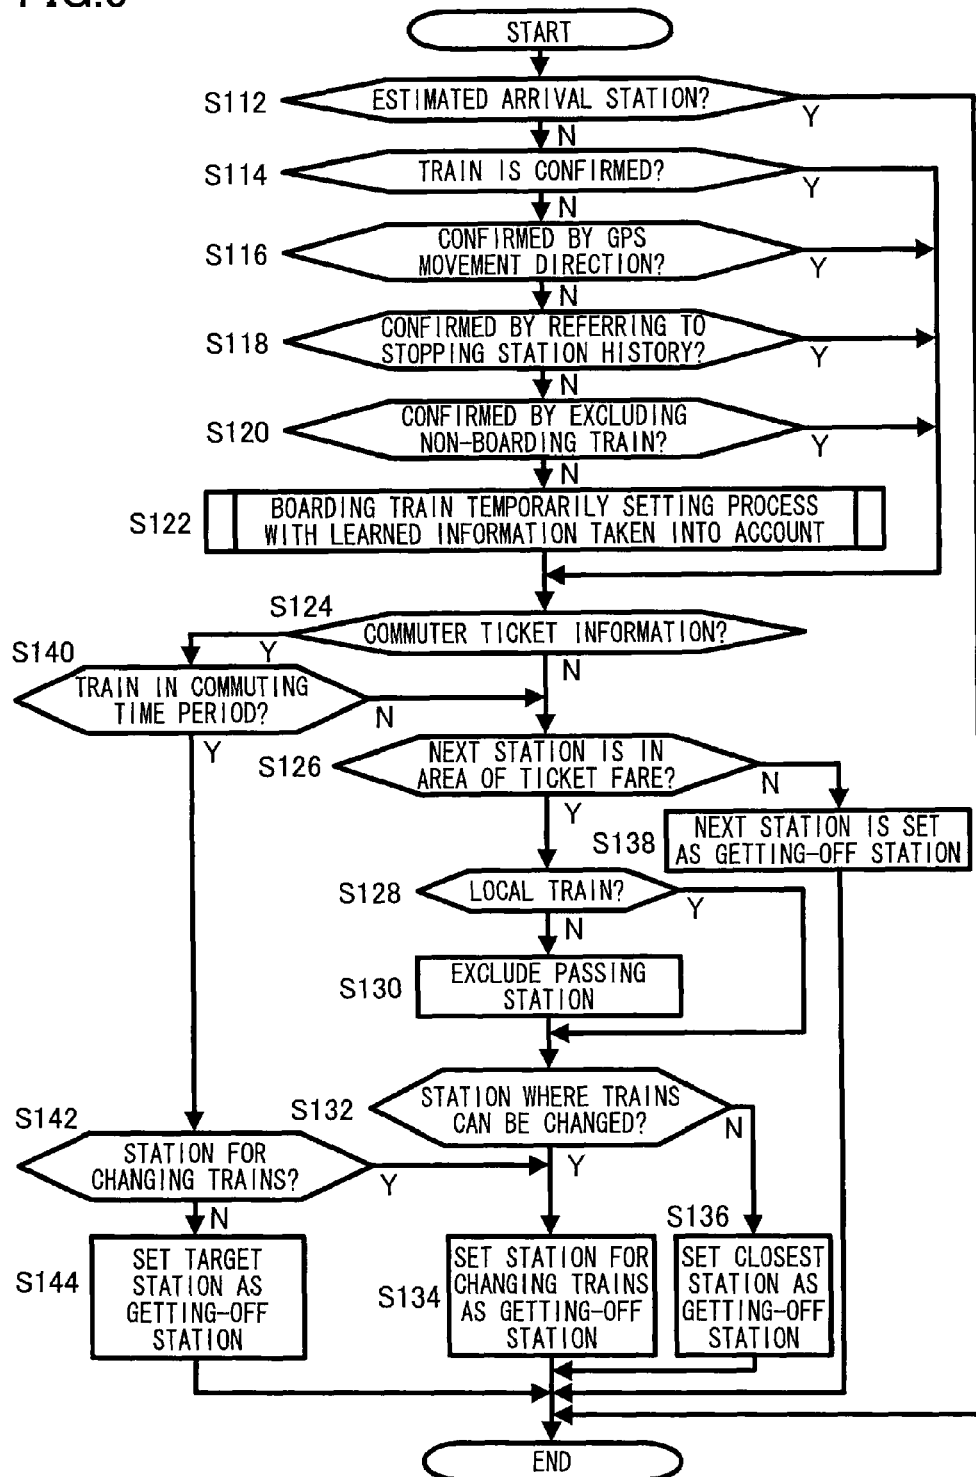 START
S112
ESTIMATED ARRIVAL STATION?
Y
N
S114
TRAIN IS CONFIRMED?
Y
N
S116
CONFIRMED BY GPS
MOVEMENT DIRECTION?
Y
N
S118
CONFIRMED BY REFERRING TO
STOPPING STATION HISTORY?
Y
N
S120
CONFIRMED BY EXCLUDING
NON-BOARDING TRAIN?
Y
N
S122
BOARDING TRAIN TEMPORARILY SETTING PROCESS
WITH LEARNED INFORMATION TAKEN INTO ACCOUNT
S124
COMMUTER TICKET INFORMATION?
Y
N
S140
TRAIN IN COMMUTING
TIME PERIOD?
N
Y
S126
NEXT STATION IS IN
AREA OF TICKET FARE?
N
Y
S138
NEXT STATION IS SET
AS GETTING-OFF STATION
S128
LOCAL TRAIN?
Y
N
S130
EXCLUDE PASSING
STATION
S132
STATION WHERE TRAINS
CAN BE CHANGED?
N
Y
S142
STATION FOR
CHANGING TRAINS?
Y
N
S144
SET TARGET
STATION AS
GETTING-OFF
STATION
S134
SET STATION FOR
CHANGING TRAINS
AS GETTING-OFF
STATION
S136
SET CLOSEST
STATION AS
GETTING-OFF
STATION
END